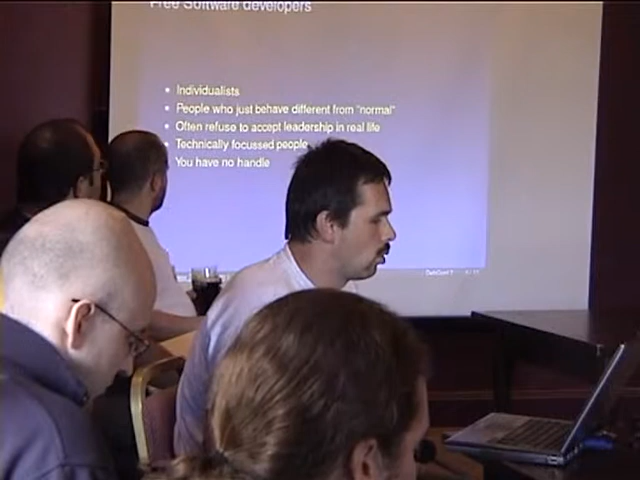 Free Software developers
Individualists
People who just behave different from "normal"
Often refuse to accept leadership in real life
Technically focussed people
You have no handle